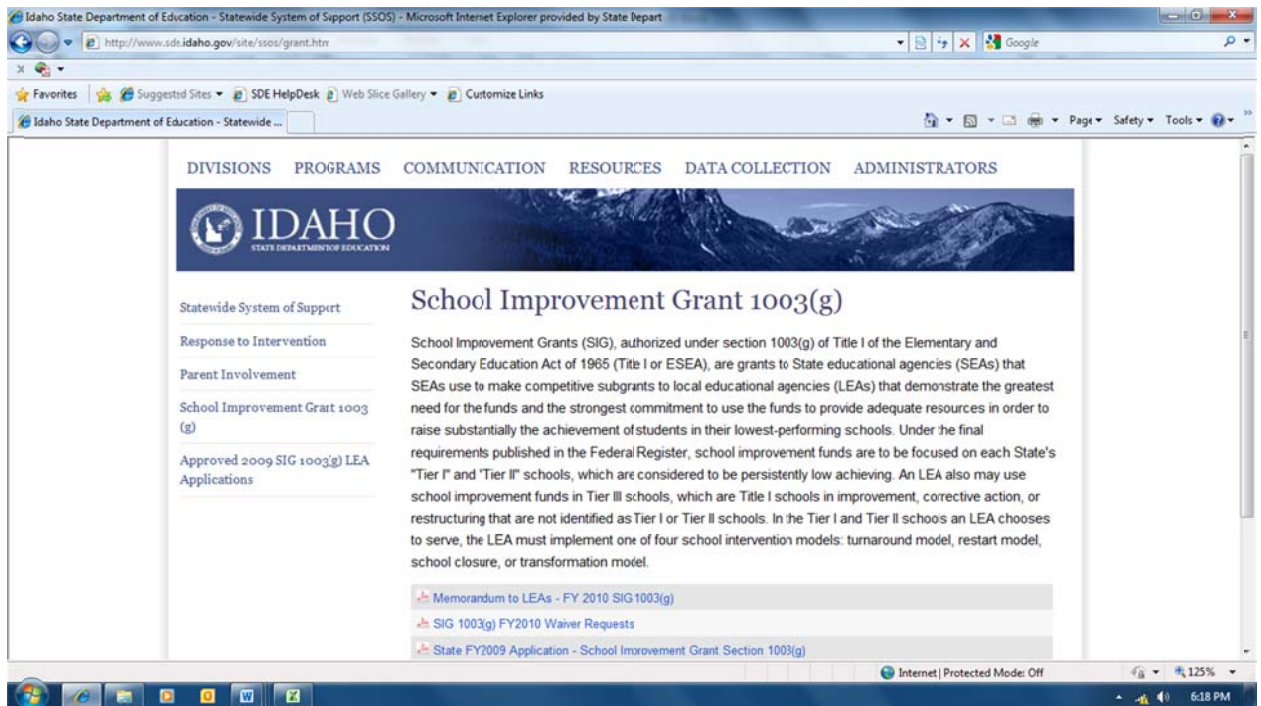 Idaho State Department of Education - Statewide System of Support (SSOS) - Microsoft Internet Explorer provided by State Depart
http://www.sde.idaho.gov/site/ssos/grant.htm
Google
Favorites Suggested Sites SDE HelpDesk Web Slice Gallery Customize Links
Idaho State Department of Education - Statewide ...
Page Safety Tools
DIVISIONS PROGRAMS COMMUNICATION RESOURCES DATA COLLECTION ADMINISTRATORS
IDAHO
STATE DEPARTMENT OF EDUCATION
Statewide System of Support
Response to Intervention
Parent Involvement
School Improvement Grant 1003
(g)
Approved 2009 SIG 1003(g) LEA
Applications
School Improvement Grant 1003(g)
School Improvement Grants (SIG), authorized under section 1003(g) of Title I of the Elementary and
Secondary Education Act of 1965 (Title I or ESEA), are grants to State educational agencies (SEAs) that
SEAs use to make competitive subgrants to local educational agencies (LEAs) that demonstrate the greatest
need for the funds and the strongest commitment to use the funds to provide adequate resources in order to
raise substantially the achievement of students in their lowest-performing schools. Under the final
requirements published in the Federal Register, school improvement funds are to be focused on each State's
"Tier I" and "Tier II" schools, which are considered to be persistently low achieving. An LEA also may use
school improvement funds in Tier III schools, which are Title I schools in improvement, corrective action, or
restructuring that are not identified as Tier I or Tier II schools. In the Tier I and Tier II schools an LEA chooses
to serve, the LEA must implement one of four school intervention models: turnaround model, restart model,
school closure, or transformation model.
Memorandum to LEAs - FY 2010 SIG 1003(g)
SIG 1003(g) FY2010 Waiver Requests
State FY2009 Application - School Improvement Grant Section 1003(g)
Internet | Protected Mode: Off
125%
6:18 PM